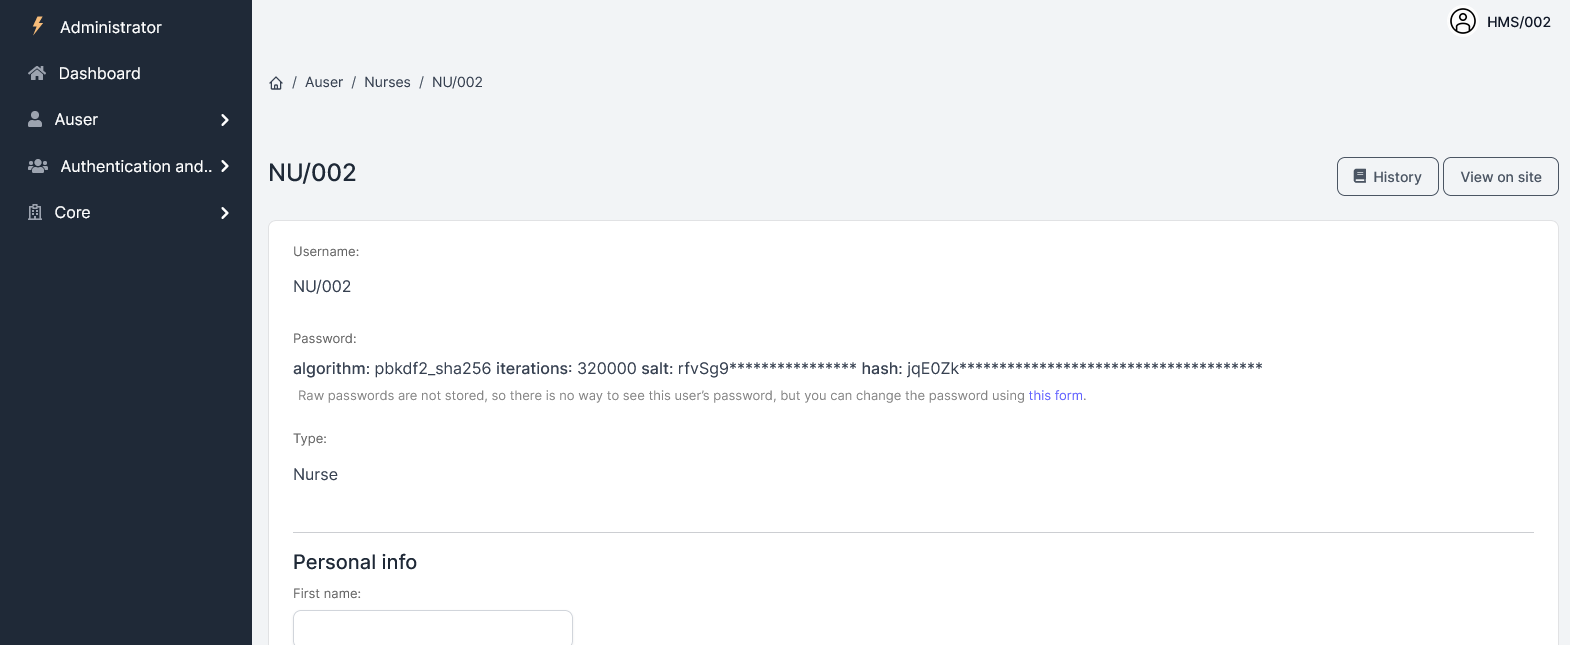 Administrator
Dashboard
Auser
Authentication and..
Core
HMS/002
/ Auser / Nurses / NU/002
NU/002
History
View on site
Username:
NU/002
Password:
algorithm: pbkdf2_sha256 iterations: 320000 salt: rfvSg9**************** hash: jqE0Zk**************************************
Raw passwords are not stored, so there is no way to see this user’s password, but you can change the password using this form.
Type:
Nurse
Personal info
First name: